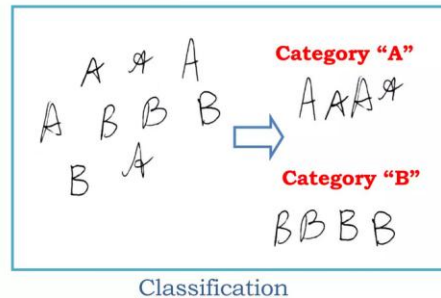 A A A
A B B B
B A
Category “A”
A A A A
Category “B”
B B B B
Classification